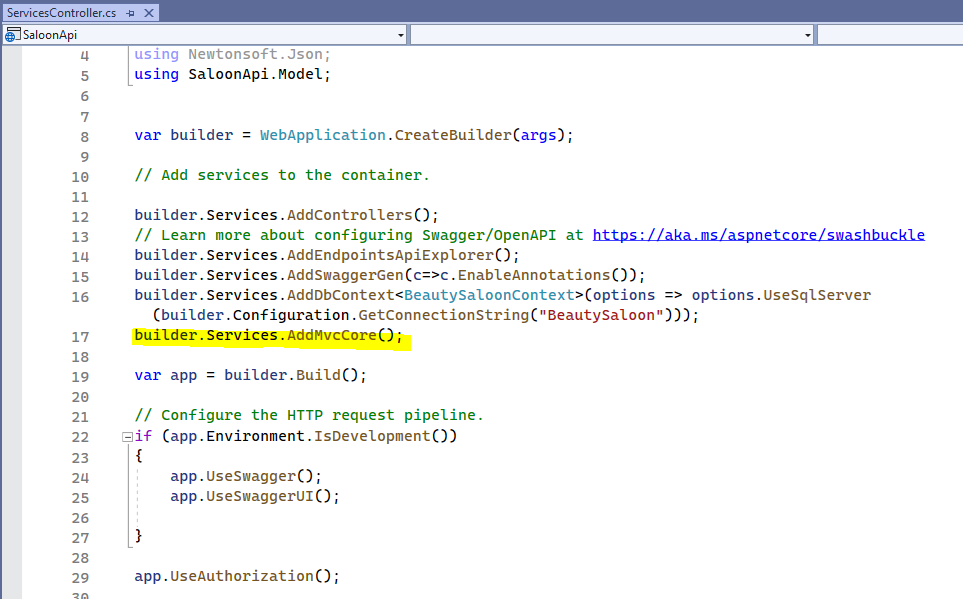 ServicesController.cs
SaloonApi
4 using Newtonsoft.Json;
5 using SaloonApi.Model;
6
7
8 var builder = WebApplication.CreateBuilder(args);
9
10 // Add services to the container.
11
12 builder.Services.AddControllers();
13 // Learn more about configuring Swagger/OpenAPI at https://aka.ms/aspnetcore/swashbuckle
14 builder.Services.AddEndpointsApiExplorer();
15 builder.Services.AddSwaggerGen(c=>c.EnableAnnotations());
16 builder.Services.AddDbContext<BeautySaloonContext>(options => options.UseSqlServer
(builder.Configuration.GetConnectionString("BeautySaloon")));
17 builder.Services.AddMvcCore();
18
19 var app = builder.Build();
20
21 // Configure the HTTP request pipeline.
22 if (app.Environment.IsDevelopment())
23 {
24 app.UseSwagger();
25 app.UseSwaggerUI();
26
27 }
28
29 app.UseAuthorization();
30